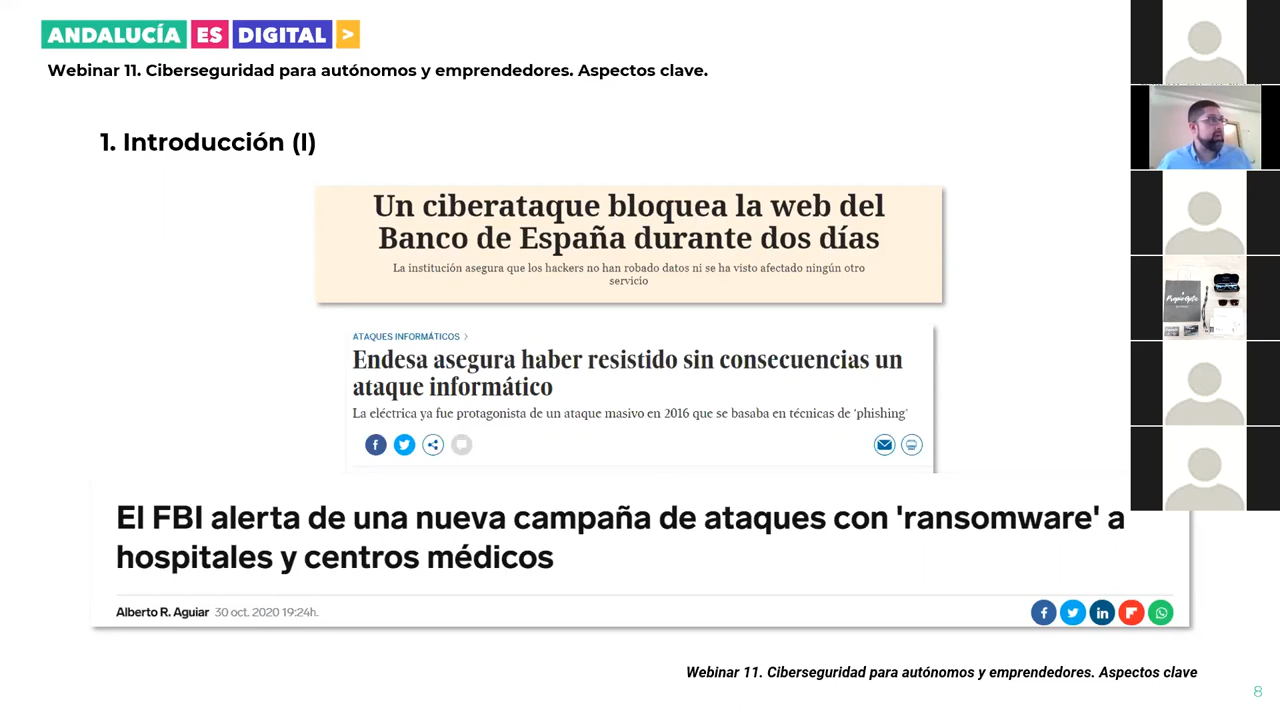 ANDALUCÍA ES DIGITAL >
Webinar 11. Ciberseguridad para autónomos y emprendedores. Aspectos clave.
1. Introducción (I)
Un ciberataque bloquea la web del
Banco de España durante dos días
La institución asegura que los hackers no han robado datos ni se ha visto afectado ningún otro
servicio
ATAQUES INFORMÁTICOS >
Endesa asegura haber resistido sin consecuencias un
ataque informático
La eléctrica ya fue protagonista de un ataque masivo en 2016 que se basaba en técnicas de 'phishing'
El FBI alerta de una nueva campaña de ataques con 'ransomware' a
hospitales y centros médicos
Alberto R. Aguiar 30 oct. 2020 19:24h.
Webinar 11. Ciberseguridad para autónomos y emprendedores. Aspectos clave
8